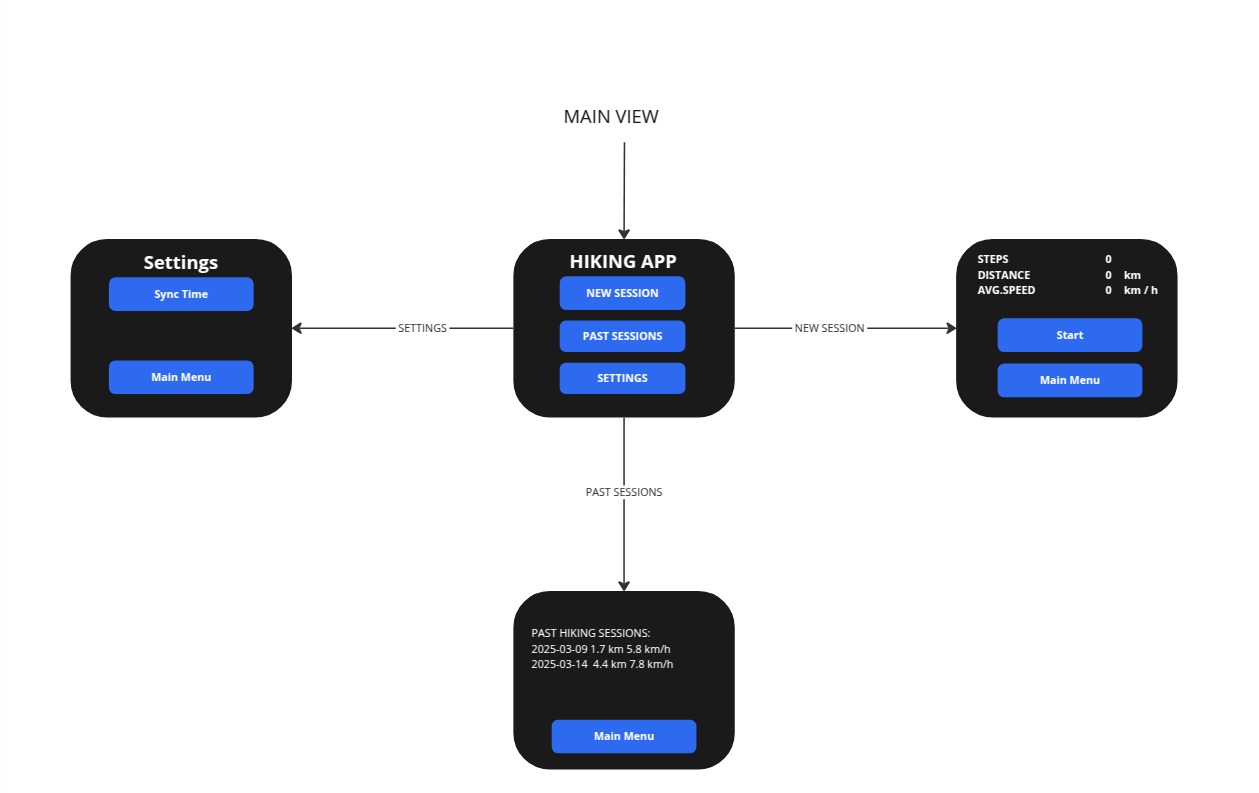 MAIN VIEW
Settings
Sync Time
Main Menu
SETTINGS
HIKING APP
NEW SESSION
PAST SESSIONS
SETTINGS
NEW SESSION
STEPS 0
DISTANCE 0 km
AVG.SPEED 0 km / h
Start
Main Menu
PAST SESSIONS
PAST HIKING SESSIONS:
2025-03-09 1.7 km 5.8 km/h
2025-03-14 4.4 km 7.8 km/h
Main Menu